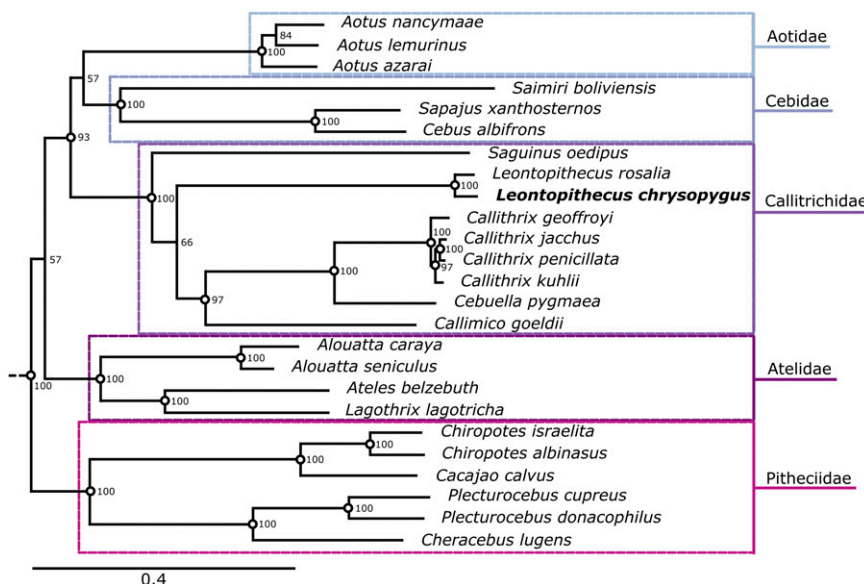 Aotus nancymaae
84
Aotus lemurinus
Aotidae
100
Aotus azarai
57
Saimiri boliviensis
Cebidae
100
Sapajus xanthosternos
100
Cebus albifrons
93
Saguinus oedipus
Leontopithecus rosalia
100
Leontopithecus chrysopygus
Callitrichidae
100
Callithrix geoffroyi
100
Callithrix jacchus
66
100
Callithrix penicillata
57
97
100
Callithrix kuhlii
97
Cebuella pygmaea
Callimico goeldii
Alouatta caraya
100
Alouatta seniculus
Atelidae
100
100
Ateles belzebuth
100
Lagothrix lagotricha
Chiropotes israelita
100
Chiropotes albinasus
100
Cacajao calvus
Pitheciidae
100
Plecturocebus cupreus
100
Plecturocebus donacophilus
100
Cheracebus lugens
0.4